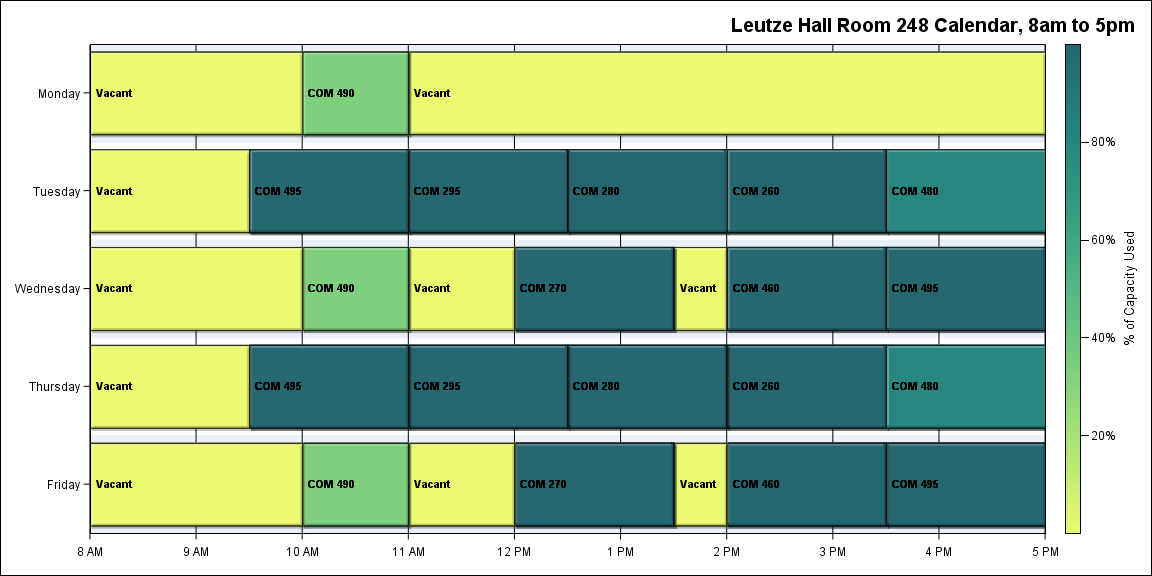 Leutze Hall Room 248 Calendar, 8am to 5pm
Monday
Vacant
COM 490
Vacant
Tuesday
Vacant
COM 495
COM 295
COM 280
COM 260
COM 480
Wednesday
Vacant
COM 490
Vacant
COM 270
Vacant
COM 460
COM 495
Thursday
Vacant
COM 495
COM 295
COM 280
COM 260
COM 480
Friday
Vacant
COM 490
Vacant
COM 270
Vacant
COM 460
COM 495
8 AM
9 AM
10 AM
11 AM
12 PM
1 PM
2 PM
3 PM
4 PM
5 PM
80%
60%
40%
20%
% of Capacity Used